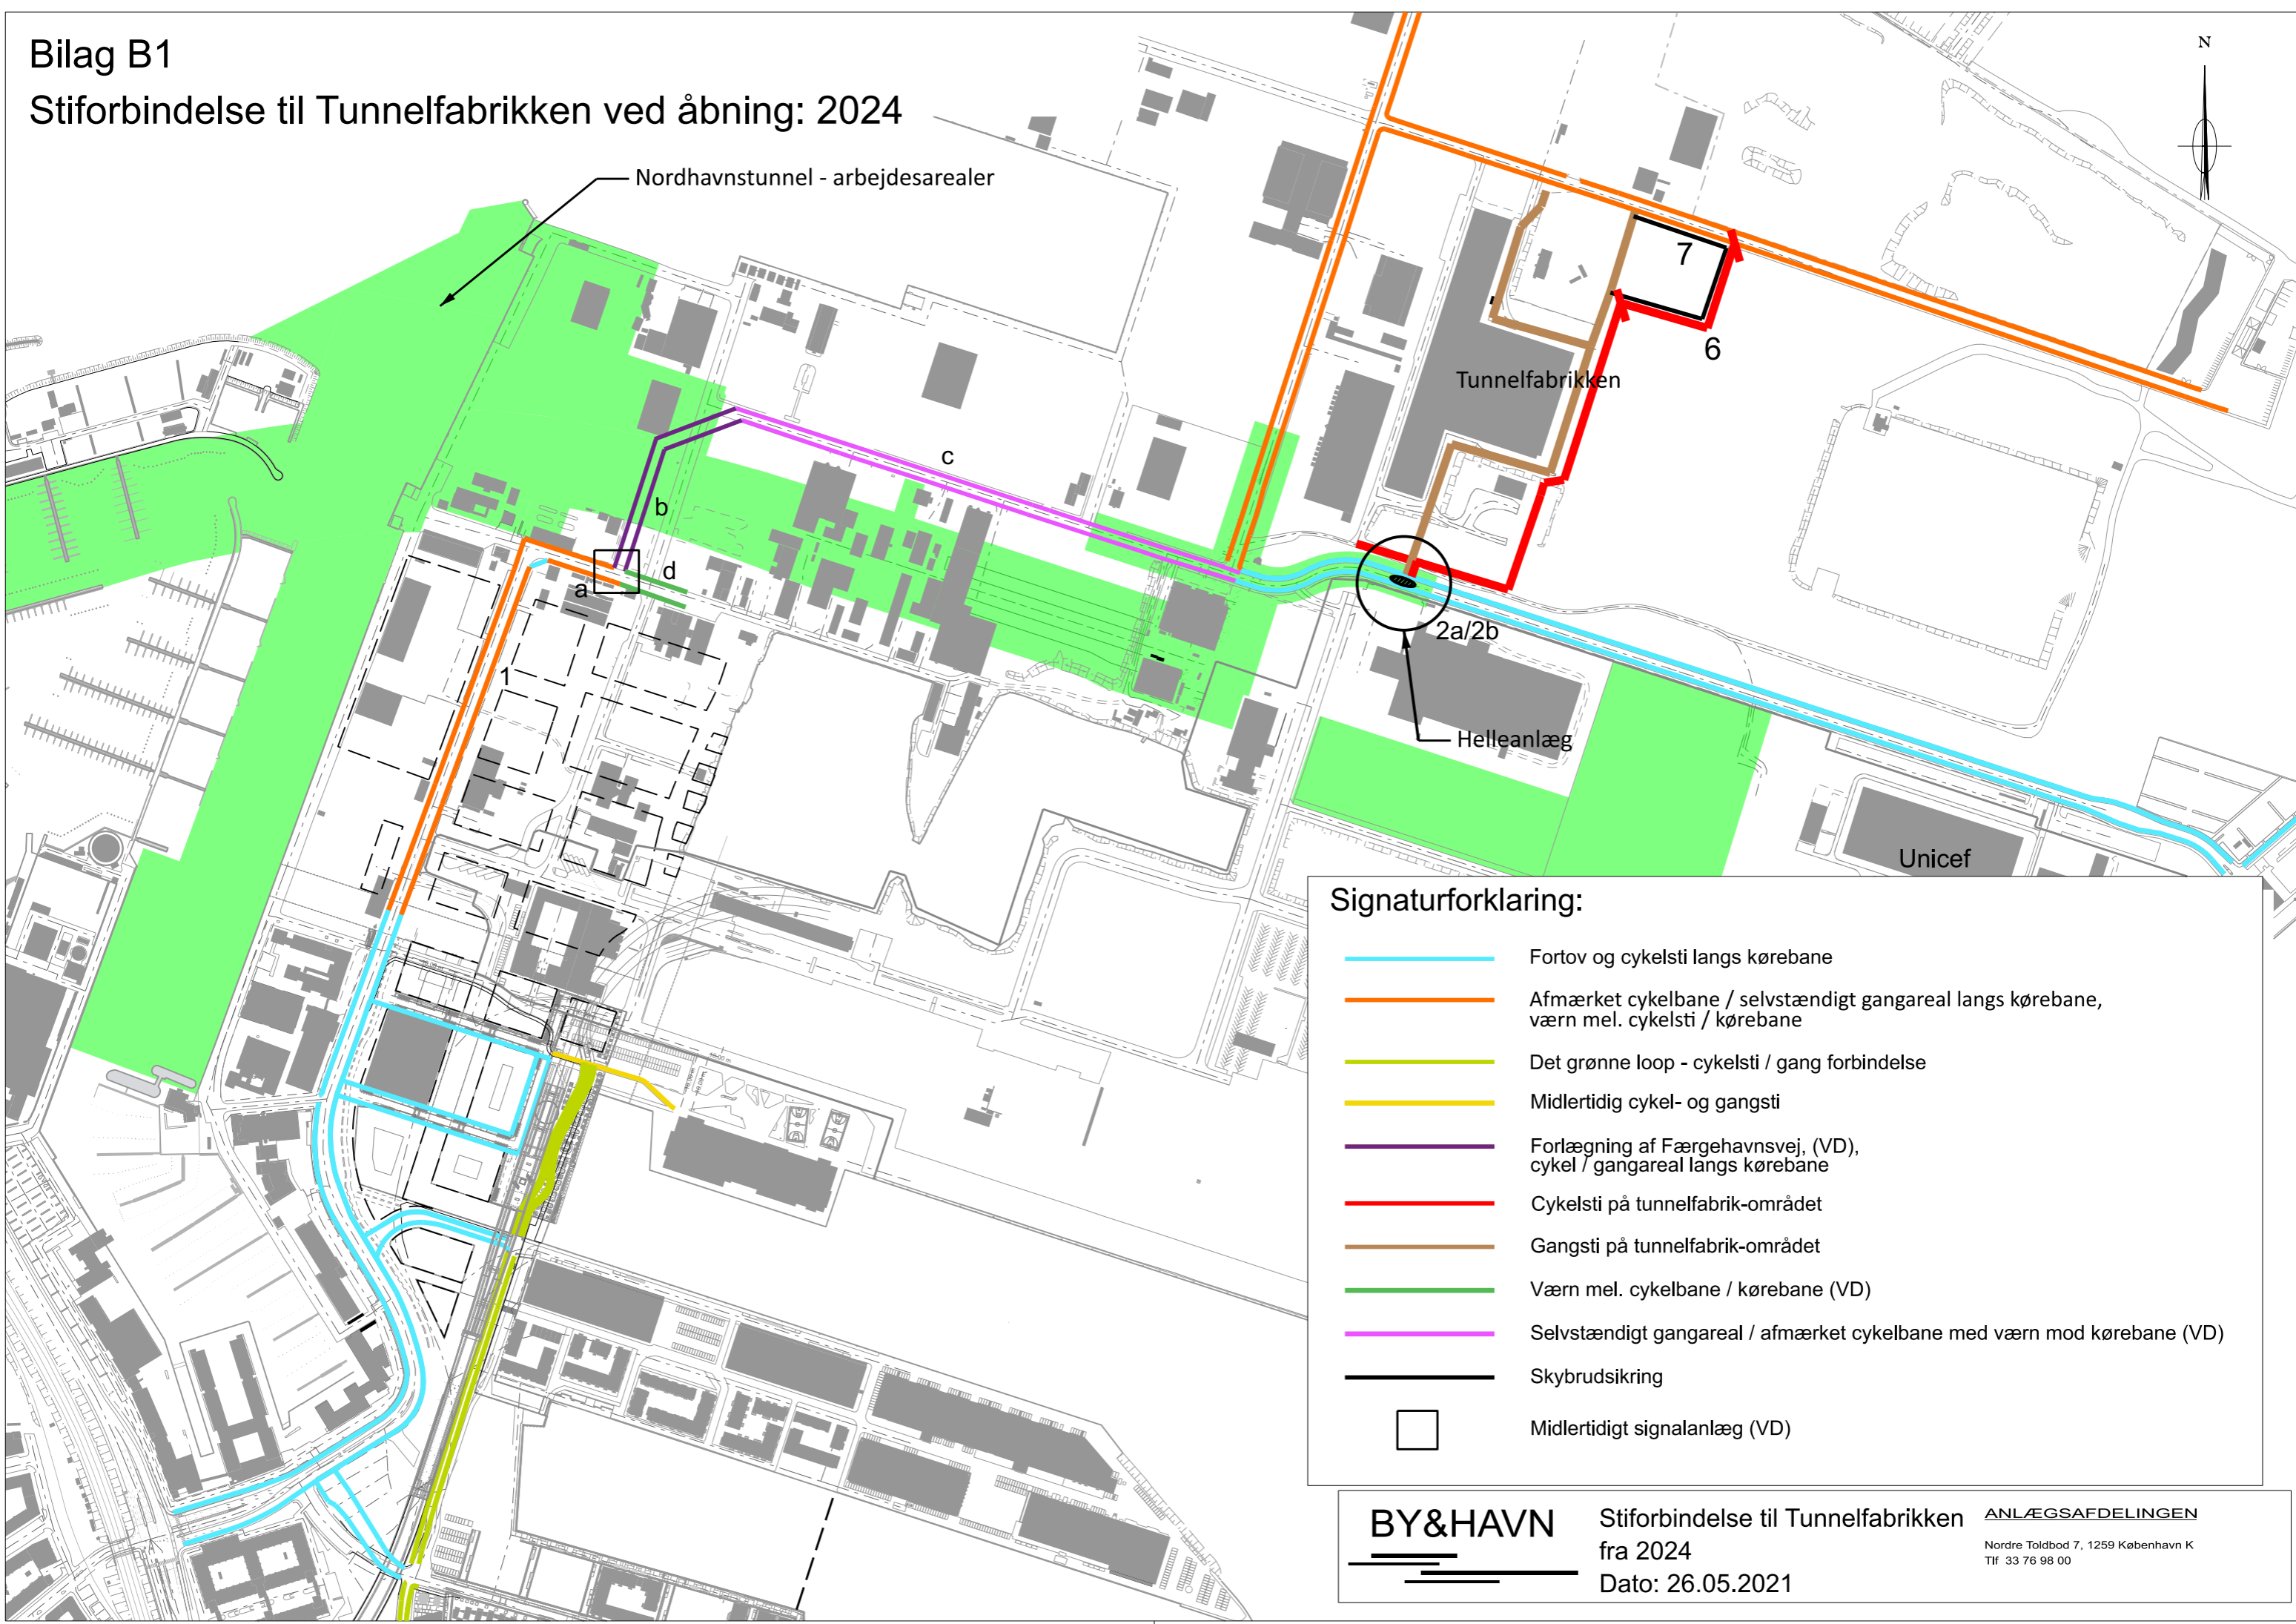 Bilag B1
Stiforbindelse til Tunnelfabrikken ved åbning: 2024
N
Nordhavnstunnel - arbejdesarealer
7
6
Tunnelfabrikken
c
b
d
a
2a/2b
1
Helleanlæg
Unicef
Signaturforklaring:
Fortov og cykelsti langs kørebane
Afmærket cykelbane / selvstændigt gangareal langs kørebane,
værn mel. cykelsti / kørebane
Det grønne loop - cykelsti / gang forbindelse
Midlertidig cykel- og gangsti
Forlægning af Færgehavnsvej, (VD),
cykel / gangareal langs kørebane
Cykelsti på tunnelfabrik-området
Gangsti på tunnelfabrik-området
Værn mel. cykelbane / kørebane (VD)
Selvstændigt gangareal / afmærket cykelbane med værn mod kørebane (VD)
Skybrudsikring
Midlertidigt signalanlæg (VD)
BY&HAVN
Stiforbindelse til Tunnelfabrikken
fra 2024
Dato: 26.05.2021
ANLÆGSAFDELINGEN
Nordre Toldbod 7, 1259 København K
Tlf 33 76 98 00